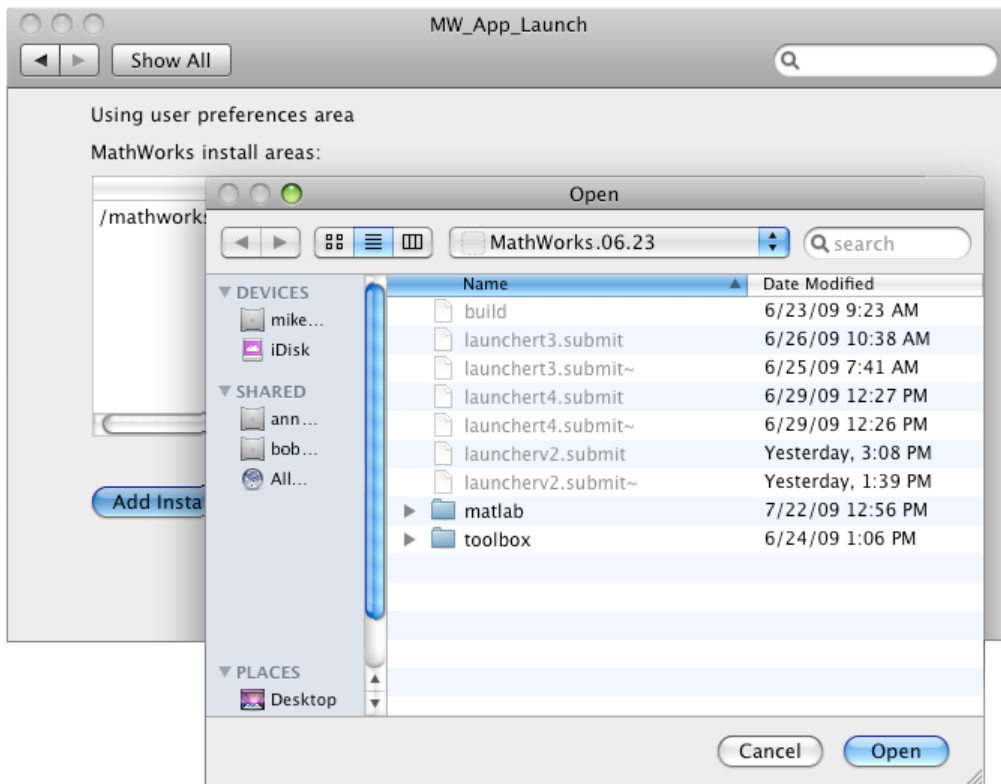 MW_App_Launch
Show All
Using user preferences area
MathWorks install areas:
/mathworks
Add Insta
Open
MathWorks.06.23
search
Name Date Modified
DEVICES
mike...
iDisk
SHARED
ann...
bob...
All...
PLACES
Desktop
build 6/23/09 9:23 AM
launchert3.submit 6/26/09 10:38 AM
launchert3.submit~ 6/25/09 7:41 AM
launchert4.submit 6/29/09 12:27 PM
launchert4.submit~ 6/29/09 12:26 PM
launcherv2.submit Yesterday, 3:08 PM
launcherv2.submit~ Yesterday, 1:39 PM
matlab 7/22/09 12:56 PM
toolbox 6/24/09 1:06 PM
Cancel Open